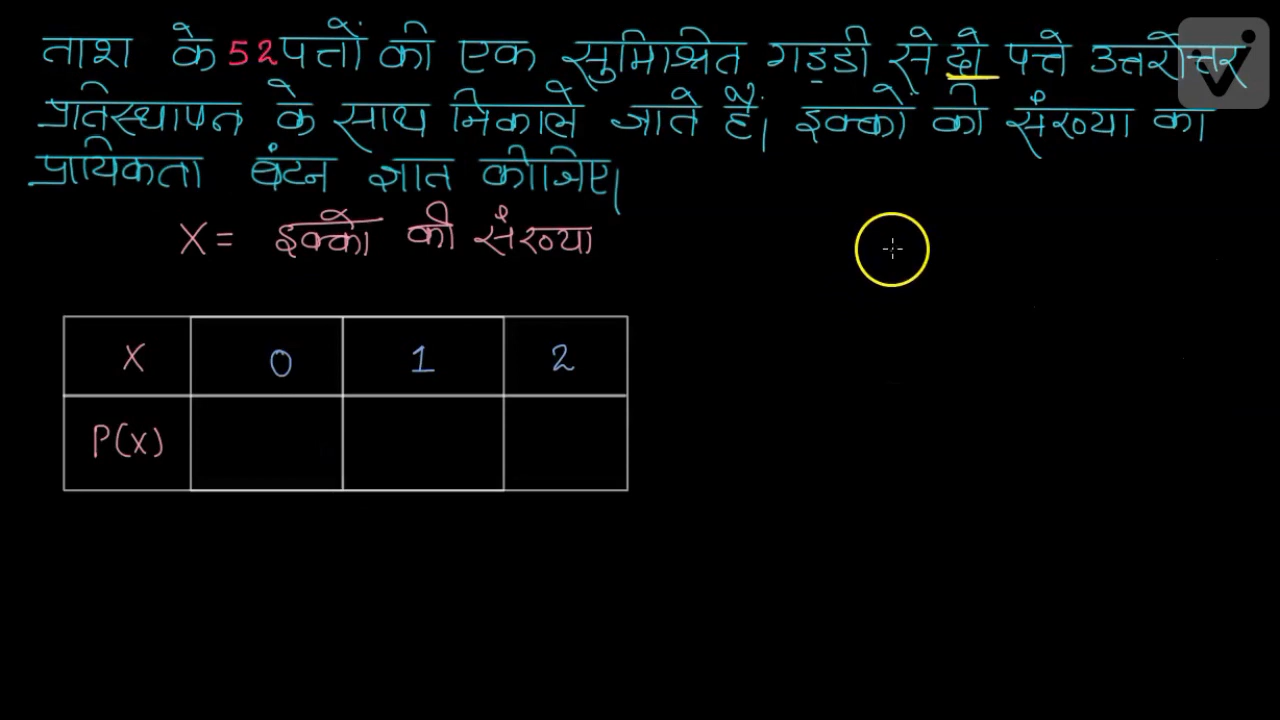 ताश के 52 पत्तों की एक सुमिश्रित गड्डी से दो पत्ते उत्तरोत्तर
प्रतिस्थापन के साथ निकाले जाते हैं। इक्कों की संख्या का
प्रायिकता बंटन ज्ञात कीजिए।
X = इक्कों की संख्या
X 0 1 2
P(X)